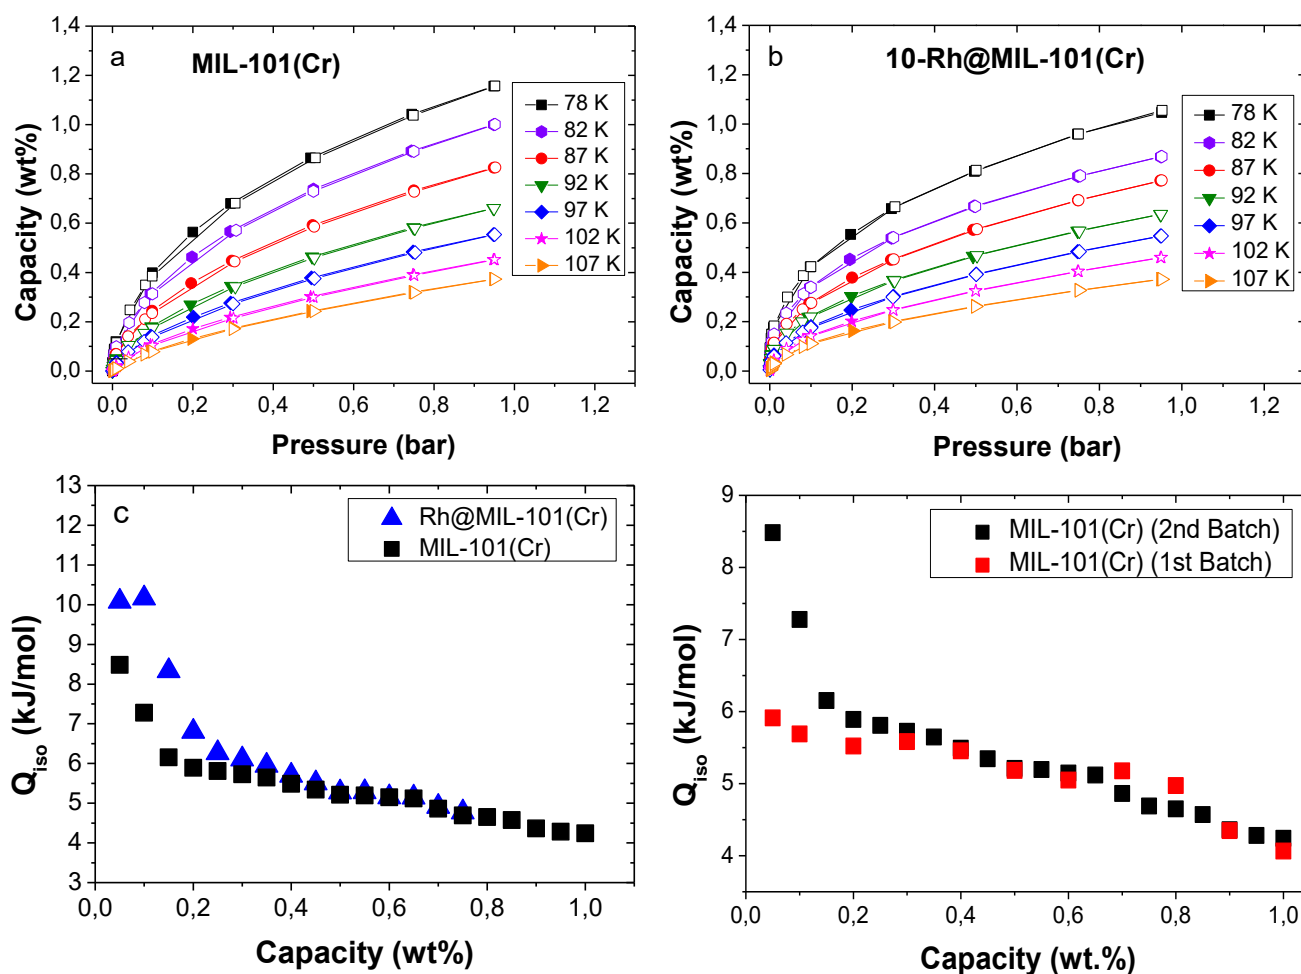 a
MIL-101(Cr)
78 K
82 K
87 K
92 K
97 K
102 K
107 K
1,4
1,2
1,0
0,8
0,6
0,4
0,2
0,0
0,0
0,2
0,4
0,6
0,8
1,0
1,2
Capacity (wt%)
Pressure (bar)
b
10-Rh@MIL-101(Cr)
78 K
82 K
87 K
92 K
97 K
102 K
107 K
1,4
1,2
1,0
0,8
0,6
0,4
0,2
0,0
0,0
0,2
0,4
0,6
0,8
1,0
1,2
Capacity (wt%)
Pressure (bar)
c
Rh@MIL-101(Cr)
MIL-101(Cr)
13
12
11
10
9
8
7
6
5
4
3
0,0
0,2
0,4
0,6
0,8
1,0
Qiso (kJ/mol)
Capacity (wt%)
MIL-101(Cr) (2nd Batch)
MIL-101(Cr) (1st Batch)
9
8
7
6
5
4
0,0
0,2
0,4
0,6
0,8
1,0
Qiso (kJ/mol)
Capacity (wt.%)